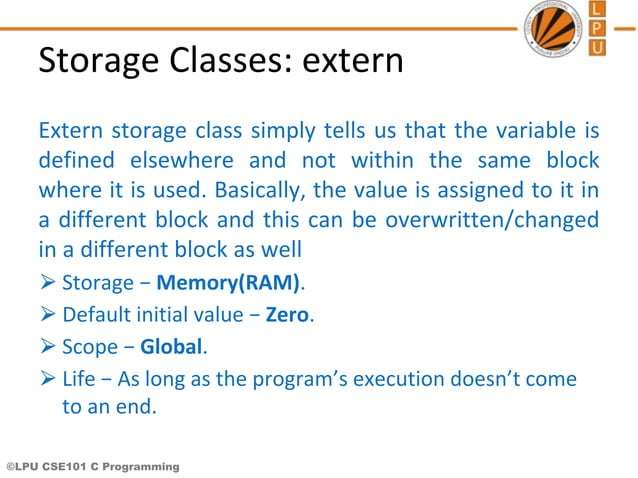 L
P
U
Storage Classes: extern
Extern storage class simply tells us that the variable is
defined elsewhere and not within the same block
where it is used. Basically, the value is assigned to it in
a different block and this can be overwritten/changed
in a different block as well
➢ Storage − Memory(RAM).
➢ Default initial value − Zero.
➢ Scope − Global.
➢ Life − As long as the program’s execution doesn’t come
to an end.
©LPU CSE101 C Programming